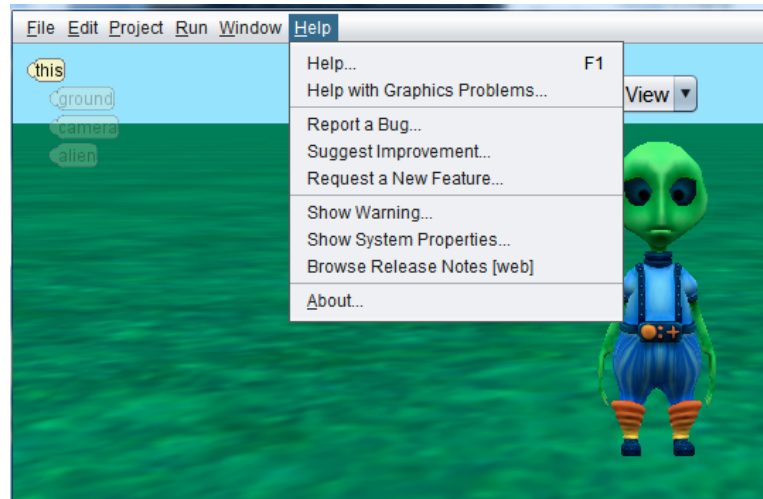 File Edit Project Run Window Help
this
ground
camera
alien
Help... F1
Help with Graphics Problems...
Report a Bug...
Suggest Improvement...
Request a New Feature...
Show Warning...
Show System Properties...
Browse Release Notes [web]
About...
View